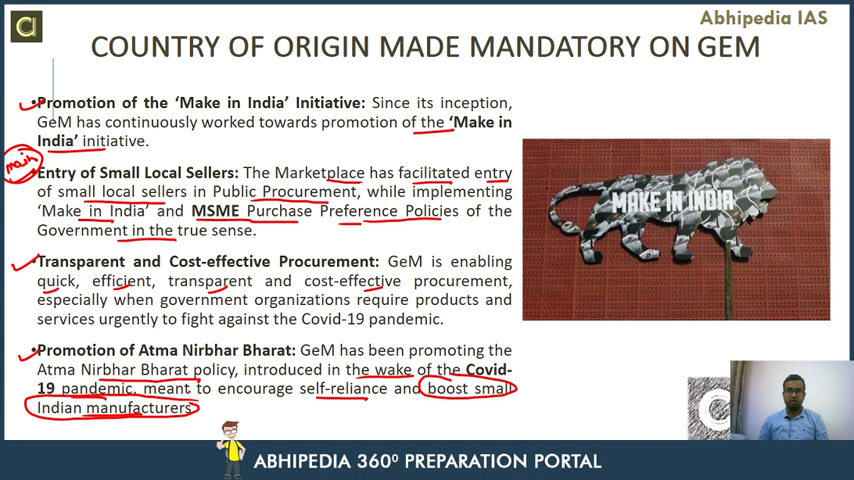 Abhipedia IAS
COUNTRY OF ORIGIN MADE MANDATORY ON GEM
•Promotion of the ‘Make in India’ Initiative: Since its inception,
GeM has continuously worked towards promotion of the ‘Make in
India’ initiative.
main
•Entry of Small Local Sellers: The Marketplace has facilitated entry
of small local sellers in Public Procurement, while implementing
‘Make in India’ and MSME Purchase Preference Policies of the
Government in the true sense.
•Transparent and Cost-effective Procurement: GeM is enabling
quick, efficient, transparent and cost-effective procurement,
especially when government organizations require products and
services urgently to fight against the Covid-19 pandemic.
•Promotion of Atma Nirbhar Bharat: GeM has been promoting the
Atma Nirbhar Bharat policy, introduced in the wake of the Covid-
19 pandemic, meant to encourage self-reliance and boost small
Indian manufacturers
MAKE IN INDIA
ABHIPEDIA 360⁰ PREPARATION PORTAL